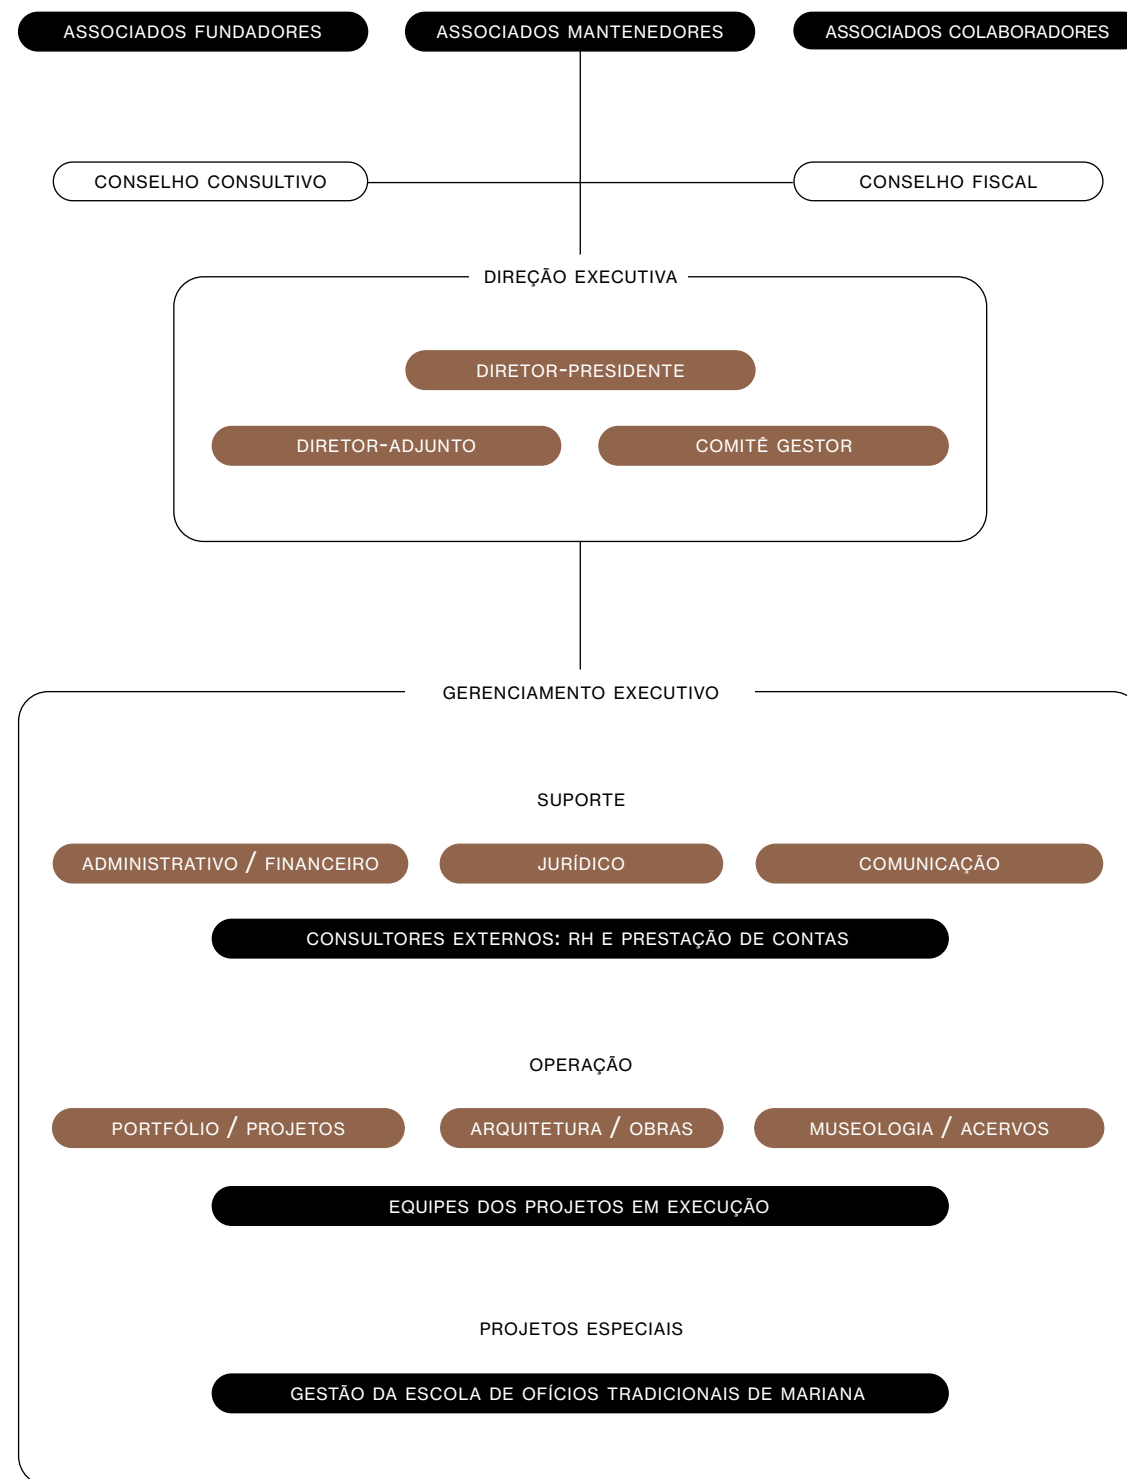 ASSOCIADOS FUNDADORES
ASSOCIADOS MANTENEDORES
ASSOCIADOS COLABORADORES
CONSELHO CONSULTIVO
CONSELHO FISCAL
DIREÇÃO EXECUTIVA
DIRETOR-PRESIDENTE
DIRETOR-ADJUNTO
COMITÊ GESTOR
GERENCIAMENTO EXECUTIVO
SUPORTE
ADMINISTRATIVO / FINANCEIRO
JURÍDICO
COMUNICAÇÃO
CONSULTORES EXTERNOS: RH E PRESTAÇÃO DE CONTAS
OPERAÇÃO
PORTFÓLIO / PROJETOS
ARQUITETURA / OBRAS
MUSEOLOGIA / ACERVOS
EQUIPES DOS PROJETOS EM EXECUÇÃO
PROJETOS ESPECIAIS
GESTÃO DA ESCOLA DE OFÍCIOS TRADICIONAIS DE MARIANA